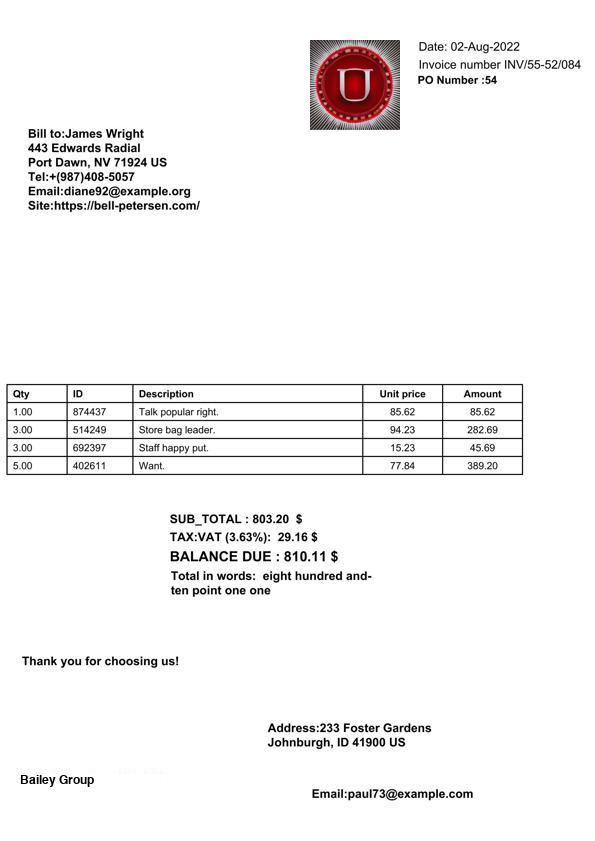 U
Date: 02-Aug-2022
Invoice number INV/55-52/084
PO Number :54
Bill to:James Wright
443 Edwards Radial
Port Dawn, NV 71924 US
Tel:+(987)408-5057
Email:diane92@example.org
Site:https://bell-petersen.com/
Qty ID Description Unit price Amount
1.00 874437 Talk popular right. 85.62 85.62
3.00 514249 Store bag leader. 94.23 282.69
3.00 692397 Staff happy put. 15.23 45.69
5.00 402611 Want. 77.84 389.20
SUB_TOTAL : 803.20 $
TAX:VAT (3.63%): 29.16 $
BALANCE DUE : 810.11 $
Total in words: eight hundred and-
ten point one one
Thank you for choosing us!
Address:233 Foster Gardens
Johnburgh, ID 41900 US
Bailey Group
Email:paul73@example.com